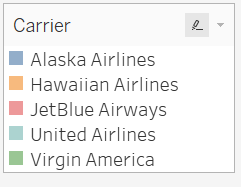 Carrier
Alaska Airlines
Hawaiian Airlines
JetBlue Airways
United Airlines
Virgin America